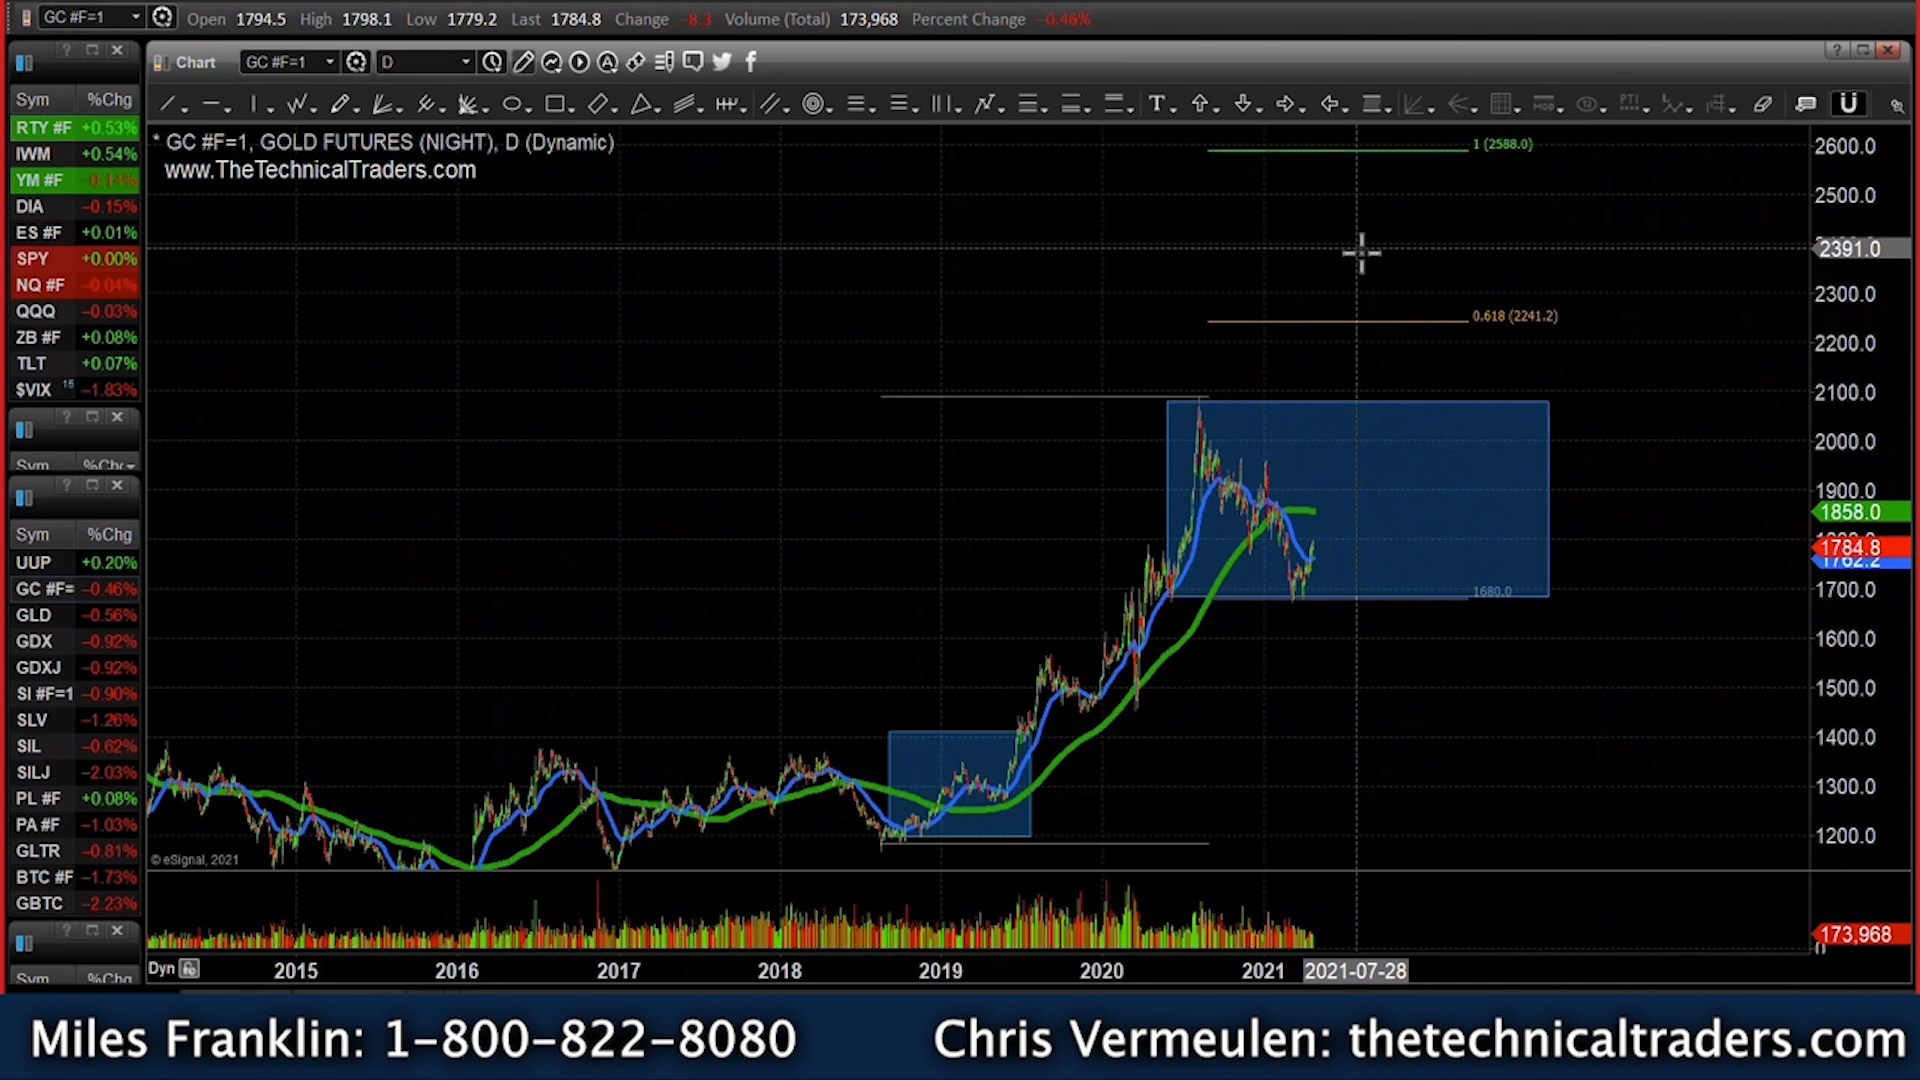 GC #F=1 Open 1794.5 High 1798.1 Low 1779.2 Last 1784.8 Change -8.3 Volume (Total) 173,968 Percent Change -0.46%
Chart GC #F=1 D
Sym %Chg
RTY #F +0.53%
IWM +0.54%
YM #F -0.14%
DIA -0.15%
ES #F +0.01%
SPY +0.00%
NQ #F -0.04%
QQQ -0.03%
ZB #F +0.08%
TLT +0.07%
$VIX 15 -1.83%
Sym %Chg
Sym %Chg
UUP +0.20%
GC #F= -0.46%
GLD -0.56%
GDX -0.92%
GDXJ -0.92%
SI #F=1 -0.90%
SLV -1.26%
SIL -0.62%
SILJ -2.03%
PL #F +0.08%
PA #F -1.03%
GLTR -0.81%
BTC #F -1.73%
GBTC -2.23%
Sym %Chg
* GC #F=1, GOLD FUTURES (NIGHT), D (Dynamic)
www.TheTechnicalTraders.com
1 (2588.0)
0.618 (2241.2)
1680.0
2600.0
2500.0
2391.0
2300.0
2200.0
2100.0
2000.0
1900.0
1858.0
1784.8
1762.2
1700.0
1600.0
1500.0
1400.0
1300.0
1200.0
173,968
© eSignal, 2021
Dyn 2015 2016 2017 2018 2019 2020 2021 2021-07-28
Miles Franklin: 1-800-822-8080 Chris Vermeulen: thetechnicaltraders.com